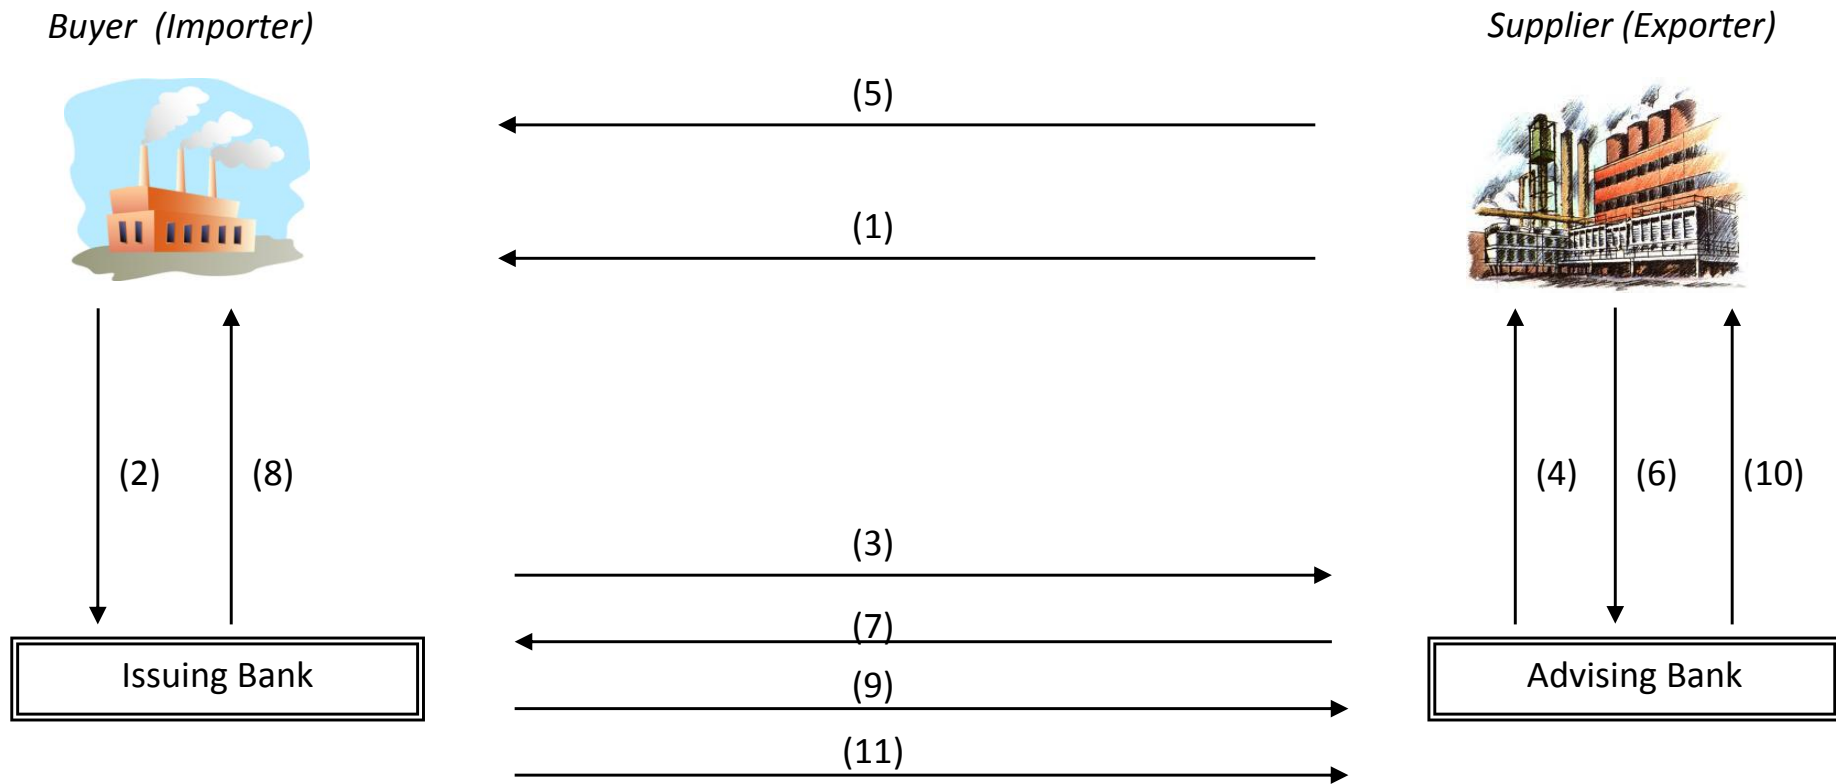 Buyer  (Importer)
Supplier (Exporter)
(5)
(1)
(2)
(8)
(4)
(6)
(10)
(3)
(7)
Issuing Bank
Advising Bank
(9)
(11)